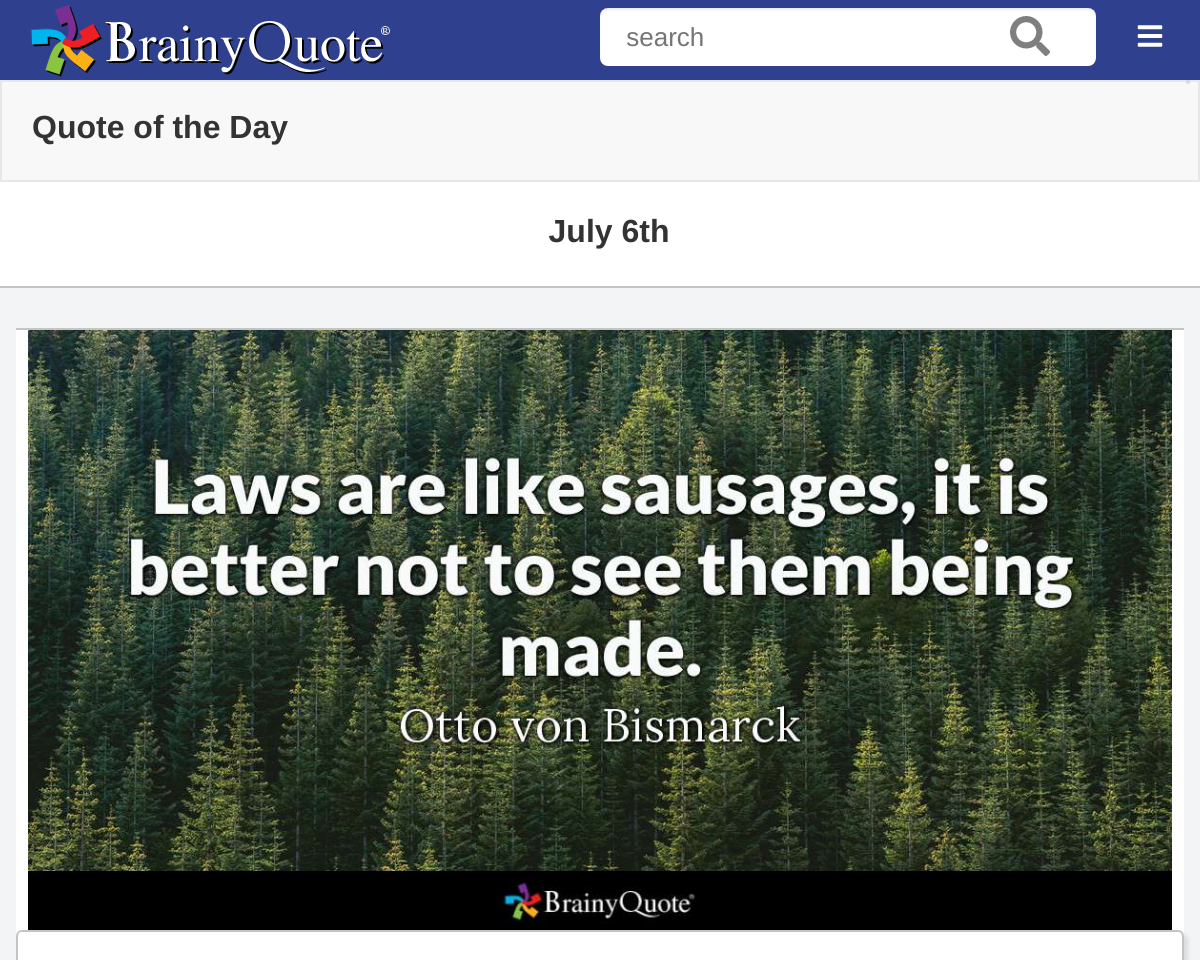 BrainyQuote®
search
Quote of the Day
July 6th
Laws are like sausages, it is
better not to see them being
made.
Otto von Bismarck
BrainyQuote®